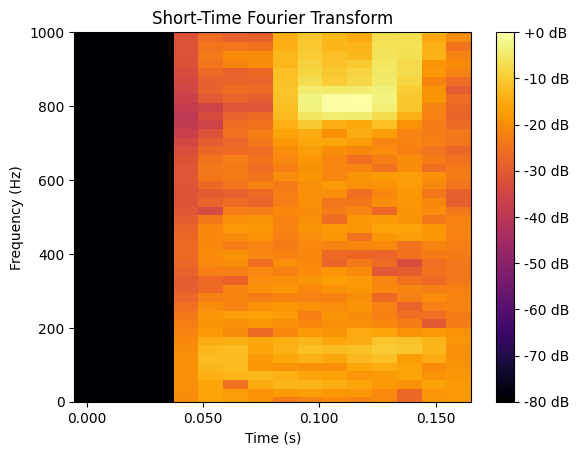 Short-Time Fourier Transform
1000
800
600
400
200
0
Frequency (Hz)
0.000
0.050
0.100
0.150
Time (s)
+0 dB
-10 dB
-20 dB
-30 dB
-40 dB
-50 dB
-60 dB
-70 dB
-80 dB